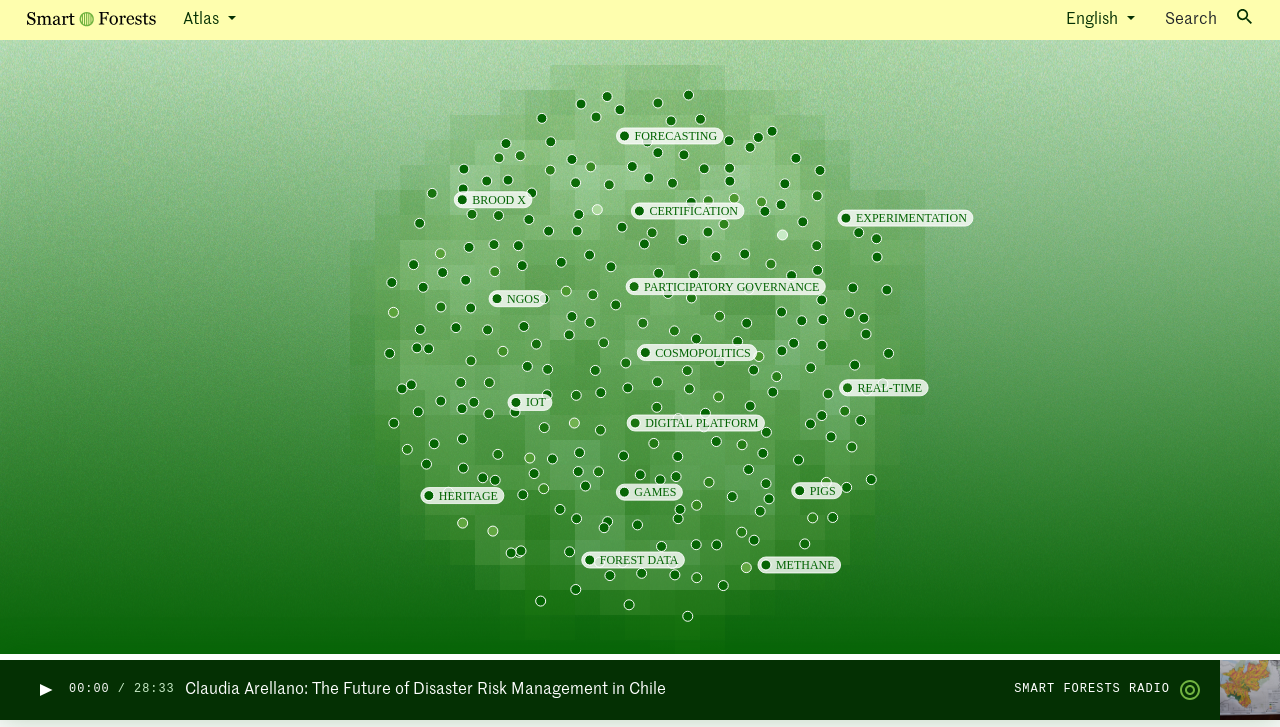 Smart Forests
Atlas
English
Search
FORECASTING
BROOD X
CERTIFICATION
EXPERIMENTATION
PARTICIPATORY GOVERNANCE
NGOS
COSMOPOLITICS
REAL-TIME
IOT
DIGITAL PLATFORM
HERITAGE
GAMES
PIGS
FOREST DATA
METHANE
00:00 / 28:33
Claudia Arellano: The Future of Disaster Risk Management in Chile
SMART FORESTS RADIO